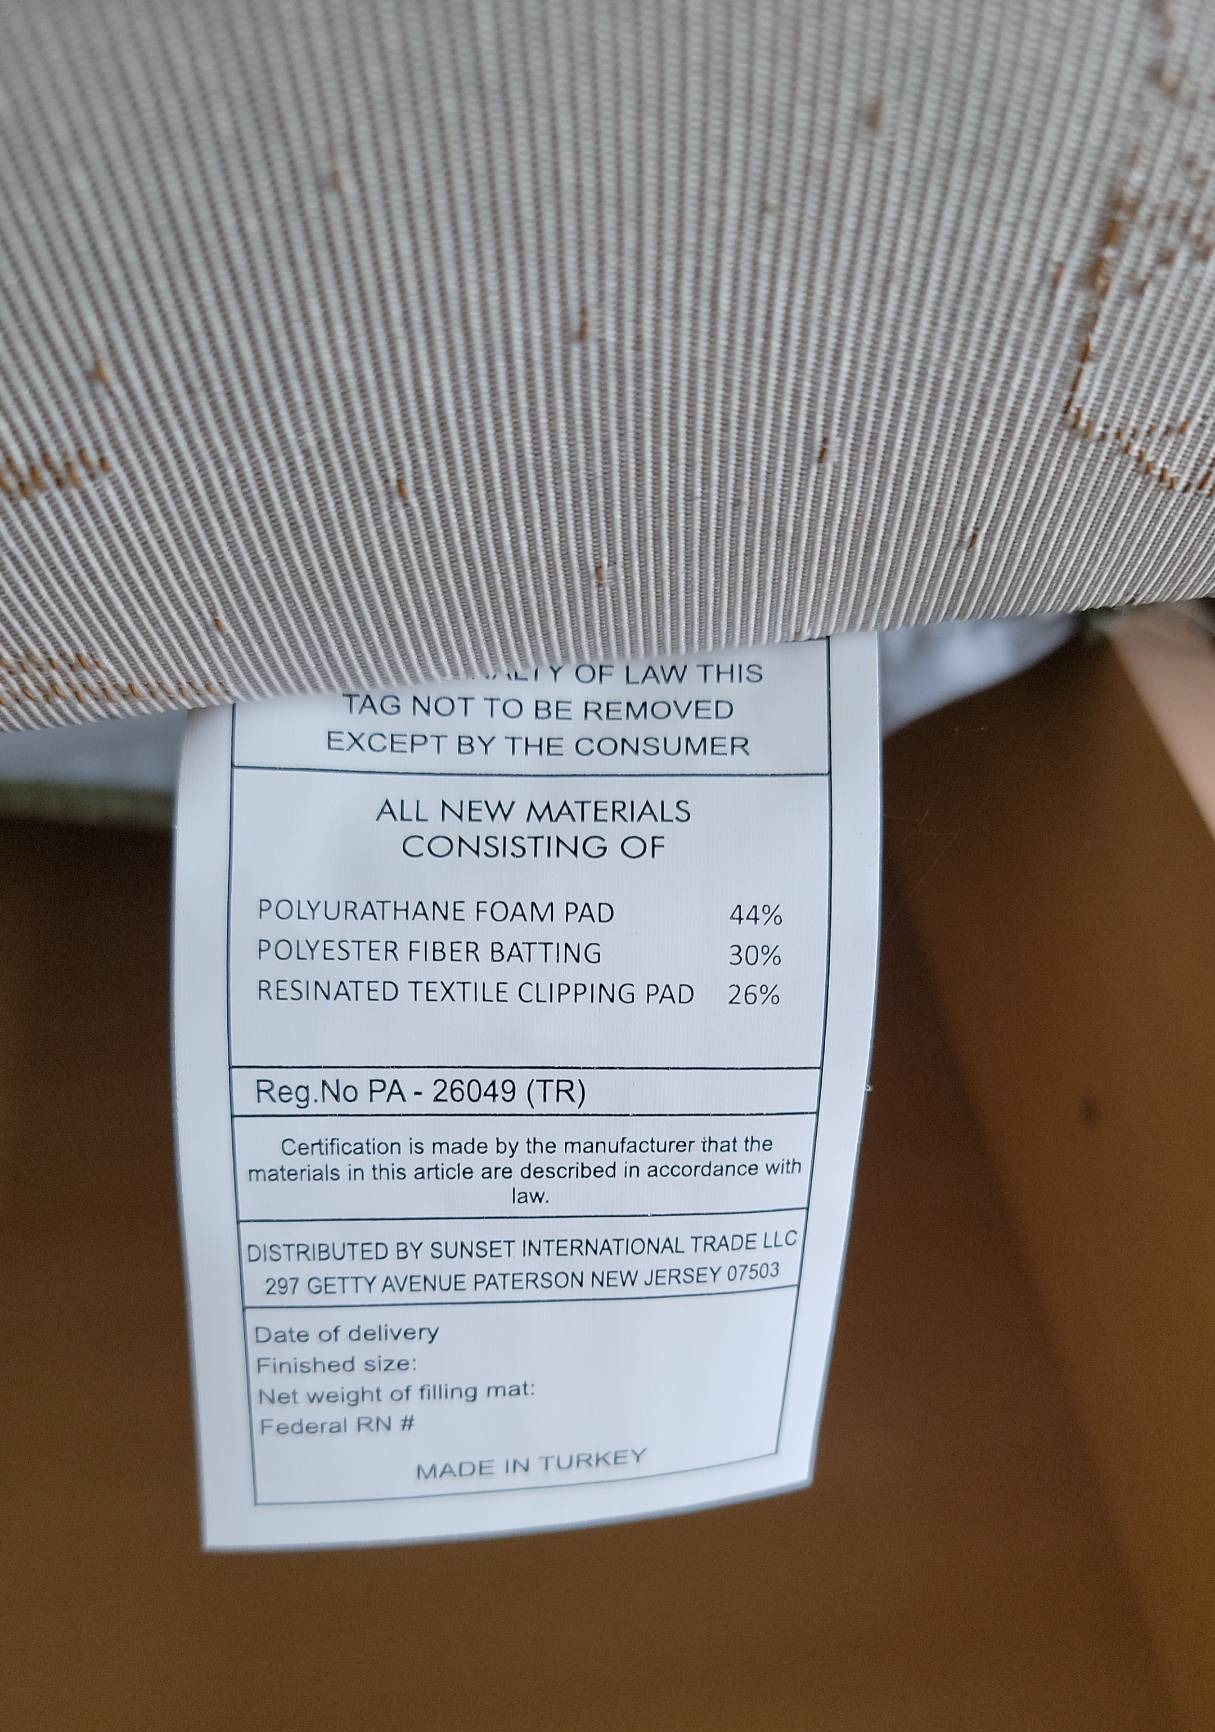 OF LAW THIS
TAG NOT TO BE REMOVED
EXCEPT BY THE CONSUMER
ALL NEW MATERIALS
CONSISTING OF
POLYURATHANE FOAM PAD 44%
POLYESTER FIBER BATTING 30%
RESINATED TEXTILE CLIPPING PAD 26%
Reg.No PA - 26049 (TR)
Certification is made by the manufacturer that the
materials in this article are described in accordance with
law.
DISTRIBUTED BY SUNSET INTERNATIONAL TRADE LLC
297 GETTY AVENUE PATERSON NEW JERSEY 07503
Date of delivery
Finished size:
Net weight of filling mat:
Federal RN #
MADE IN TURKEY